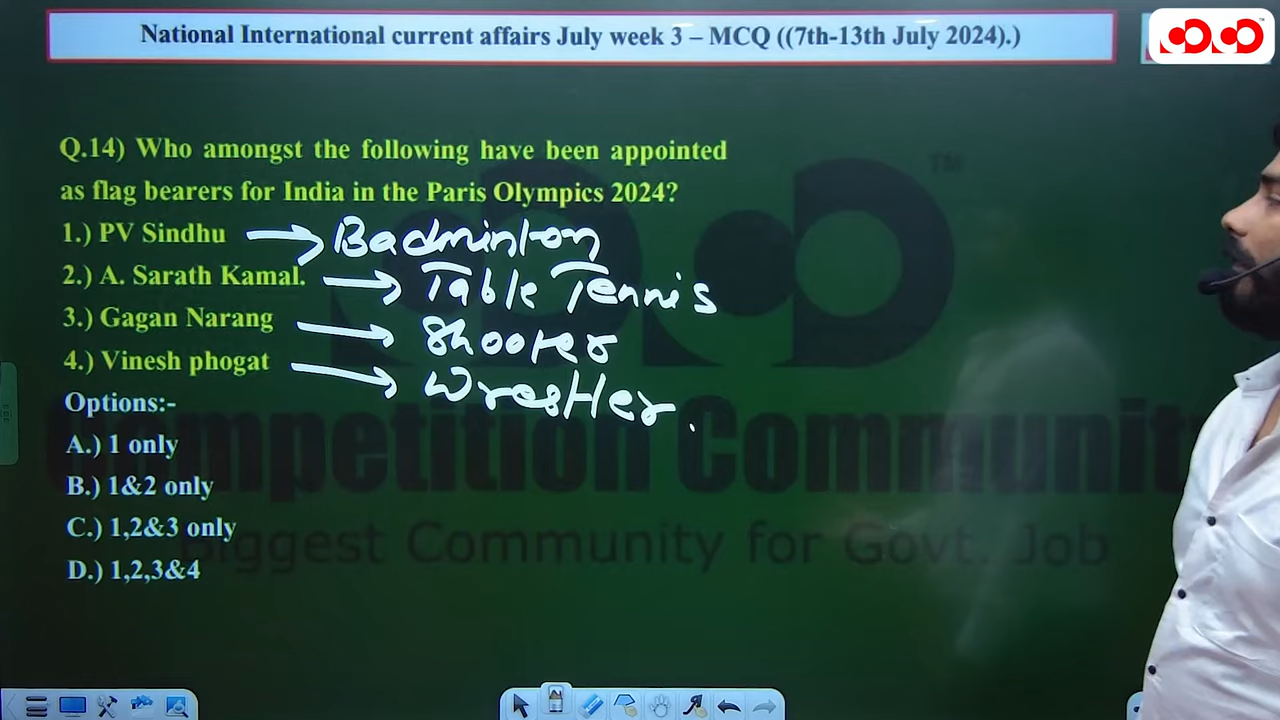 National International current affairs July week 3 – MCQ ((7th-13th July 2024).)
TM
Q.14) Who amongst the following have been appointed
as flag bearers for India in the Paris Olympics 2024?
1.) PV Sindhu → Badminton
2.) A. Sarath Kamal. → Table Tennis
3.) Gagan Narang → Shooter
4.) Vinesh phogat → Wrestler.
Options:-
A.) 1 only
B.) 1&2 only
C.) 1,2&3 only
D.) 1,2,3&4
TM
Competition Community
Biggest Community for Govt. Job